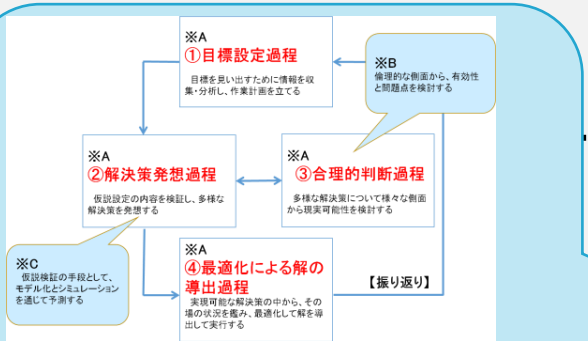 ※A
①目標設定過程
目標を見い出すために情報を収
集・分析し、作業計画を立てる
※B
倫理的な側面から、有効性
と問題点を検討する
※A
②解決策発想過程
仮説設定の内容を検証し、多様な
解決策を発想する
※A
③合理的判断過程
多様な解決策について様々な側面
から現実可能性を検討する
※C
仮説検証の手段として、
モデル化とシミュレーション
を通じて予測する
※A
④最適化による解の
導出過程
実現可能な解決策の中から、その
場の状況を鑑み、最適化して解を導
出して実行する
【振り返り】